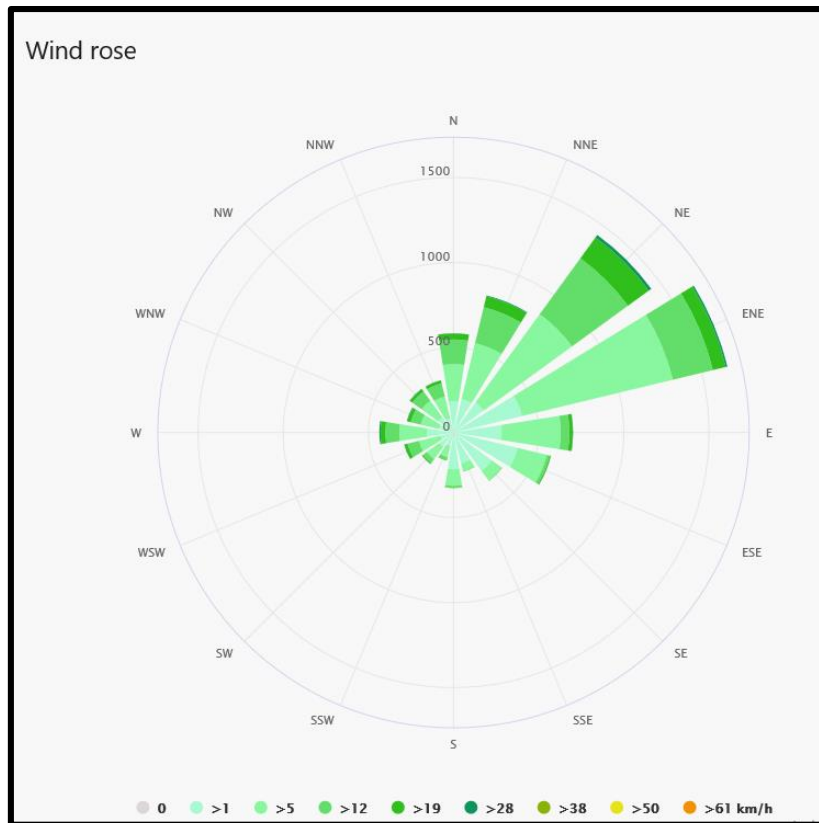 Wind rose
N
NNW
NNE
1500
NW
NE
1000
WNW
ENE
500
0
W
E
WSW
ESE
SW
SE
SSW
SSE
S
0 >1 >5 >12 >19 >28 >38 >50 >61 km/h